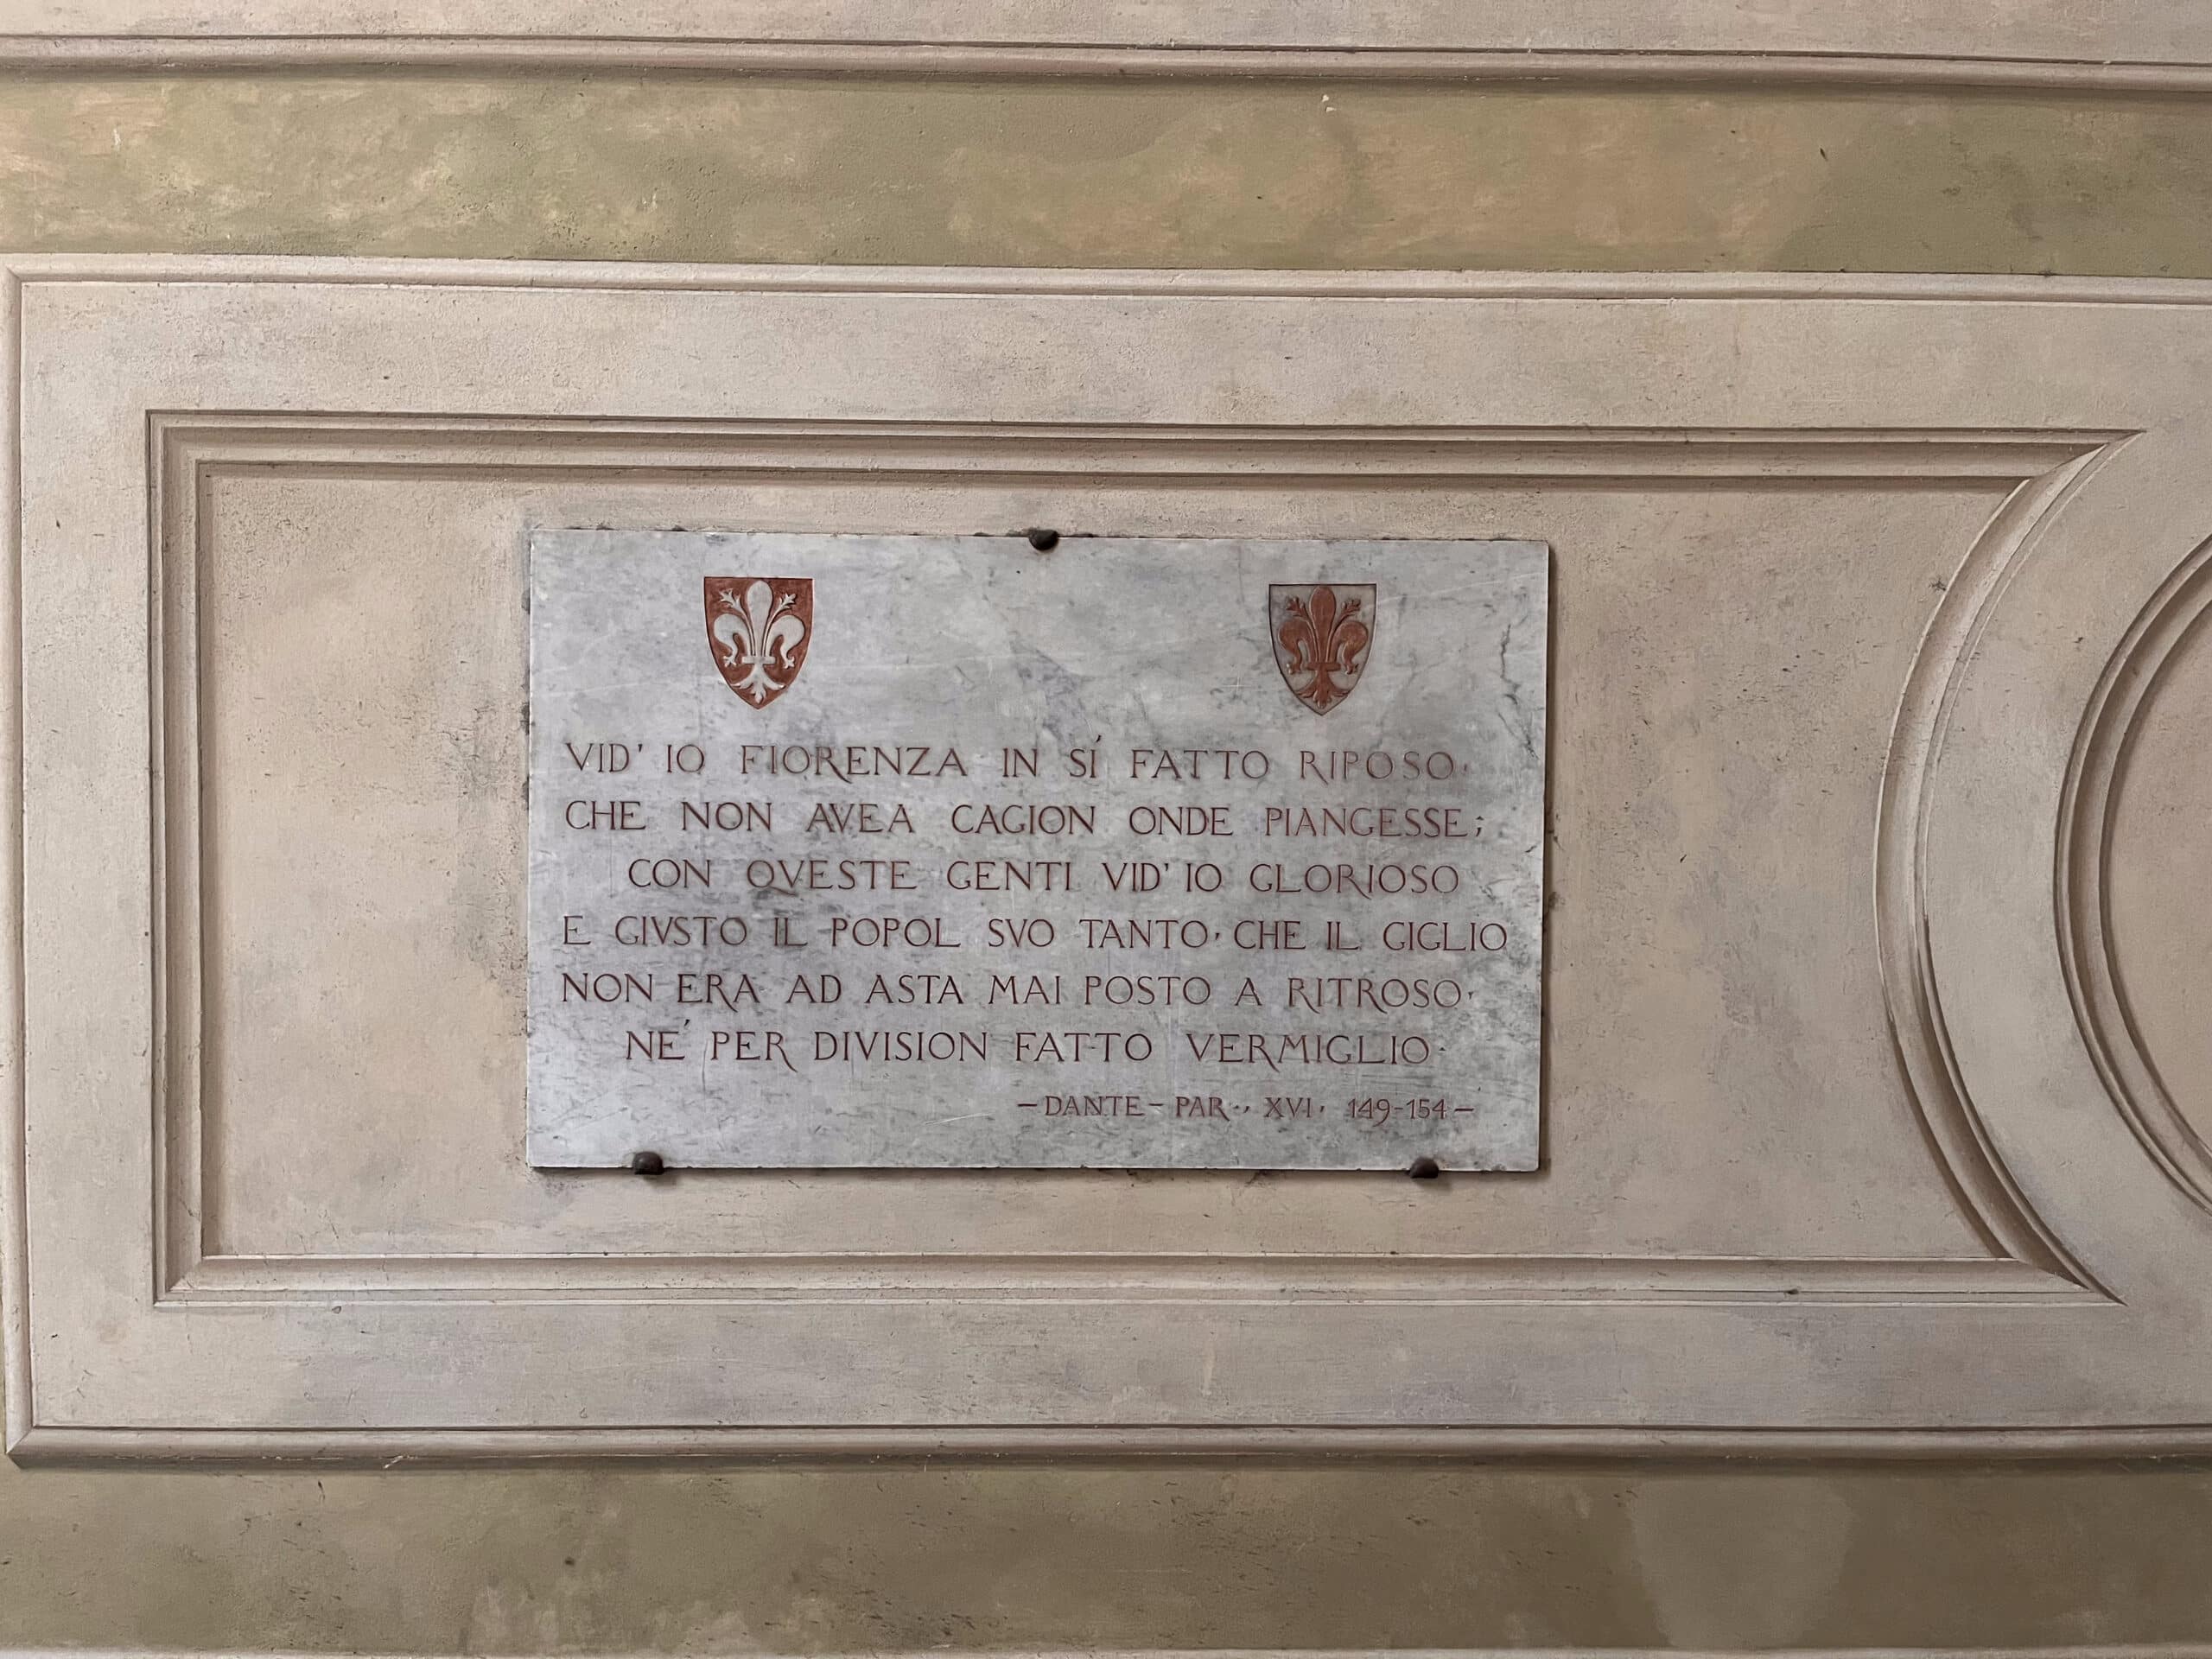 VID' IO FIORENZA IN SÍ FATTO RIPOSO,
CHE NON AVEA CAGION ONDE PIANGESSE;
CON QVESTE GENTI VID' IO GLORIOSO
E GIVSTO IL POPOL SVO TANTO, CHE IL GIGLIO
NON ERA AD ASTA MAI POSTO A RITROSO,
NÉ PER DIVISION FATTO VERMIGLIO.
—DANTE—PAR., XVI, 149-154—